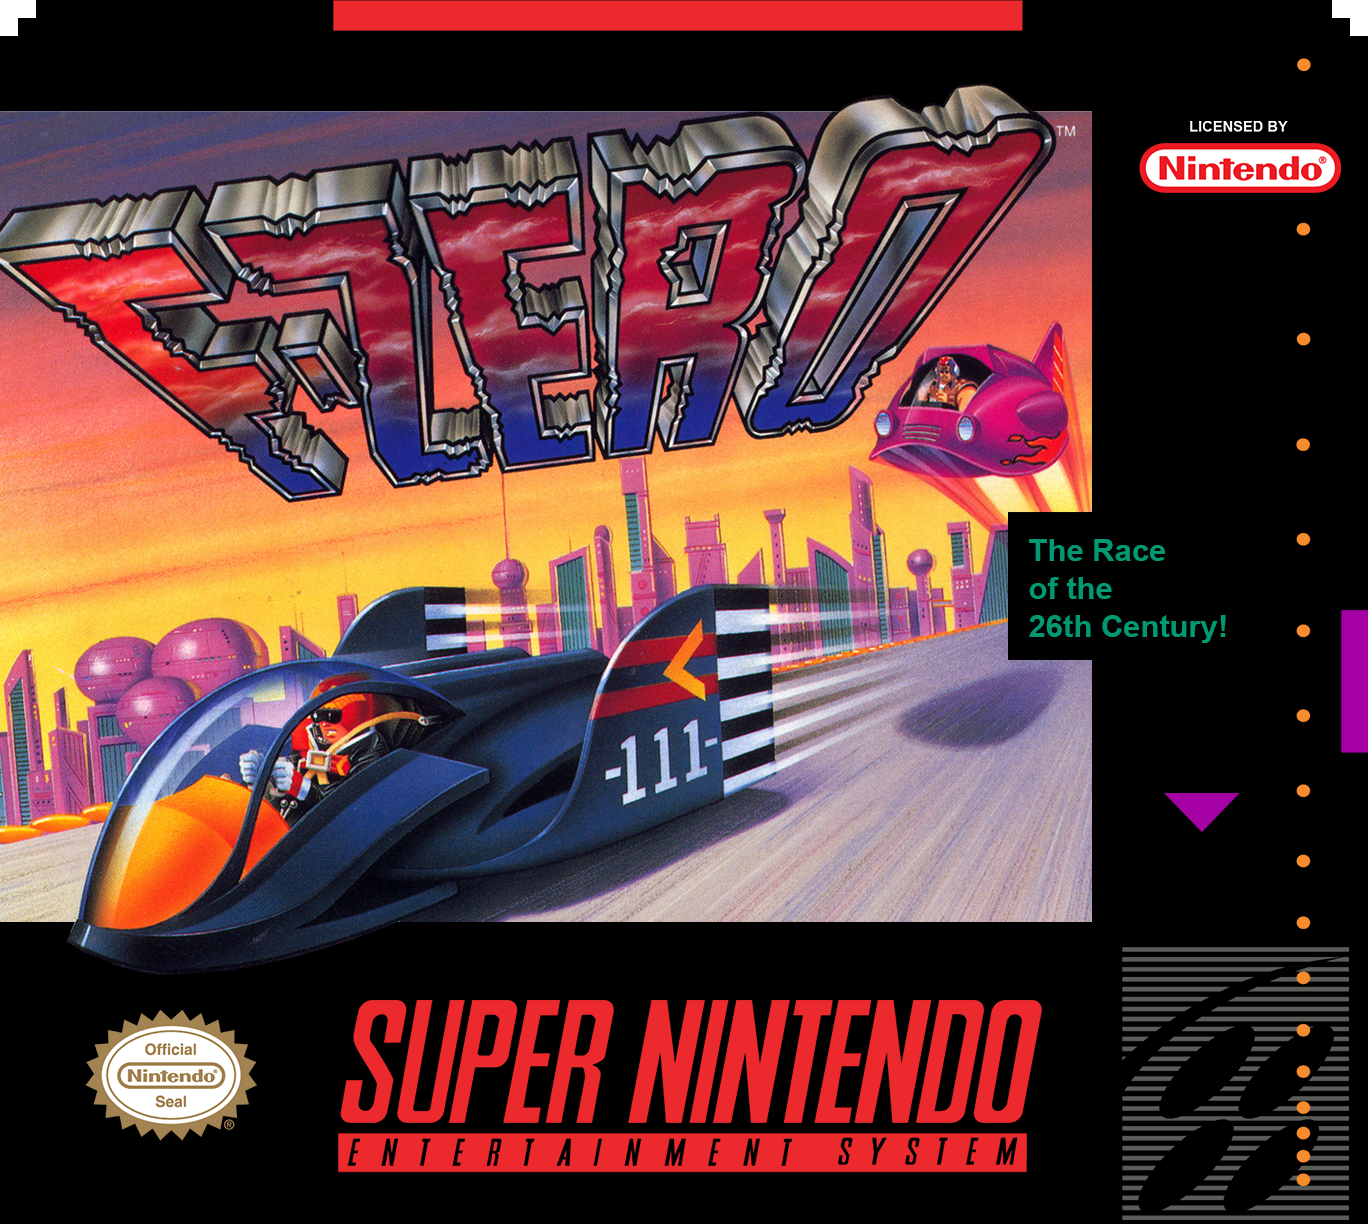 F-ZERO
TM
LICENSED BY
Nintendo®
The Race
of the
26th Century!
-111-
Official
Nintendo®
Seal
®
SUPER NINTENDO
ENTERTAINMENT SYSTEM